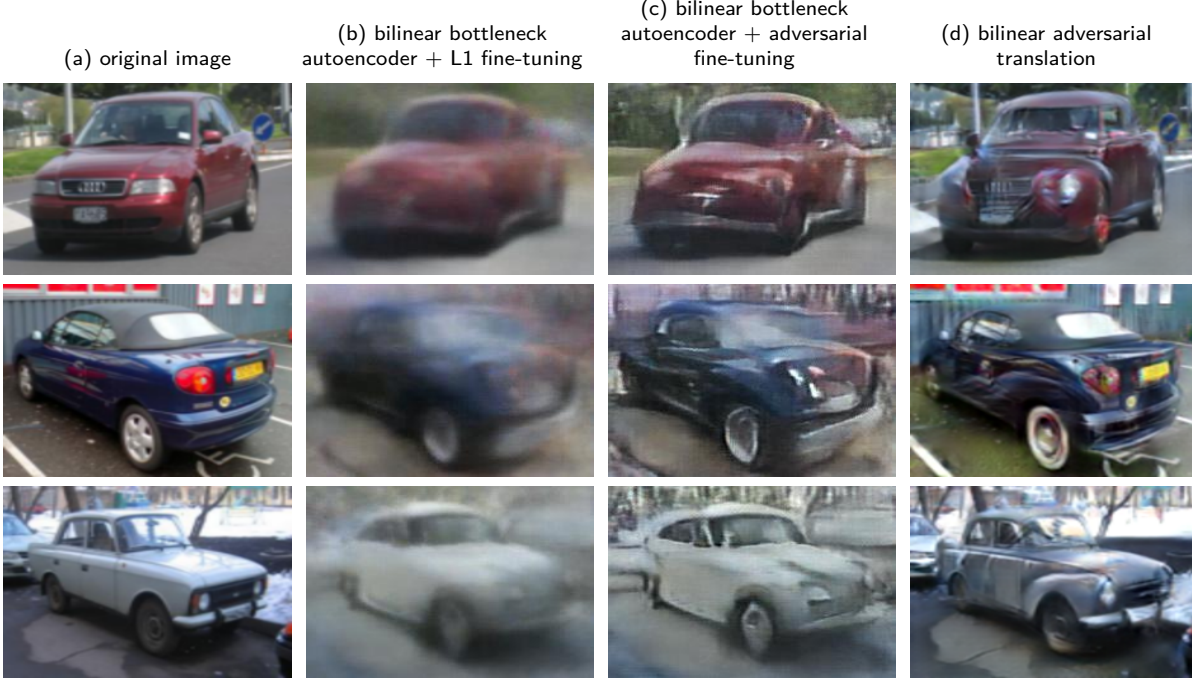 (c) bilinear bottleneck
(b) bilinear bottleneck
autoencoder + adversarial
(a) original image
autoencoder + L1 fine-tuning
fine-tuning
(d) bilinear adversarial
translation